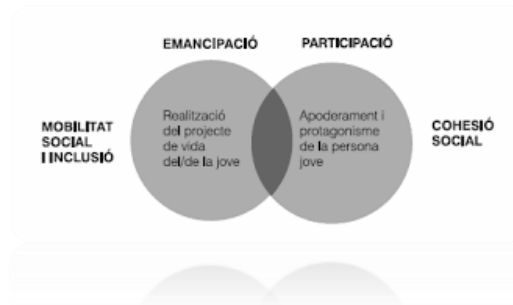 EMANCIPACIÓ
PARTICIPACIÓ
MOBILITAT
SOCIAL
I INCLUSIÓ
Realització
del projecte
de vida
del/de la jove
Apoderament i
protagonisme
de la persona
jove
COHESIÓ
SOCIAL